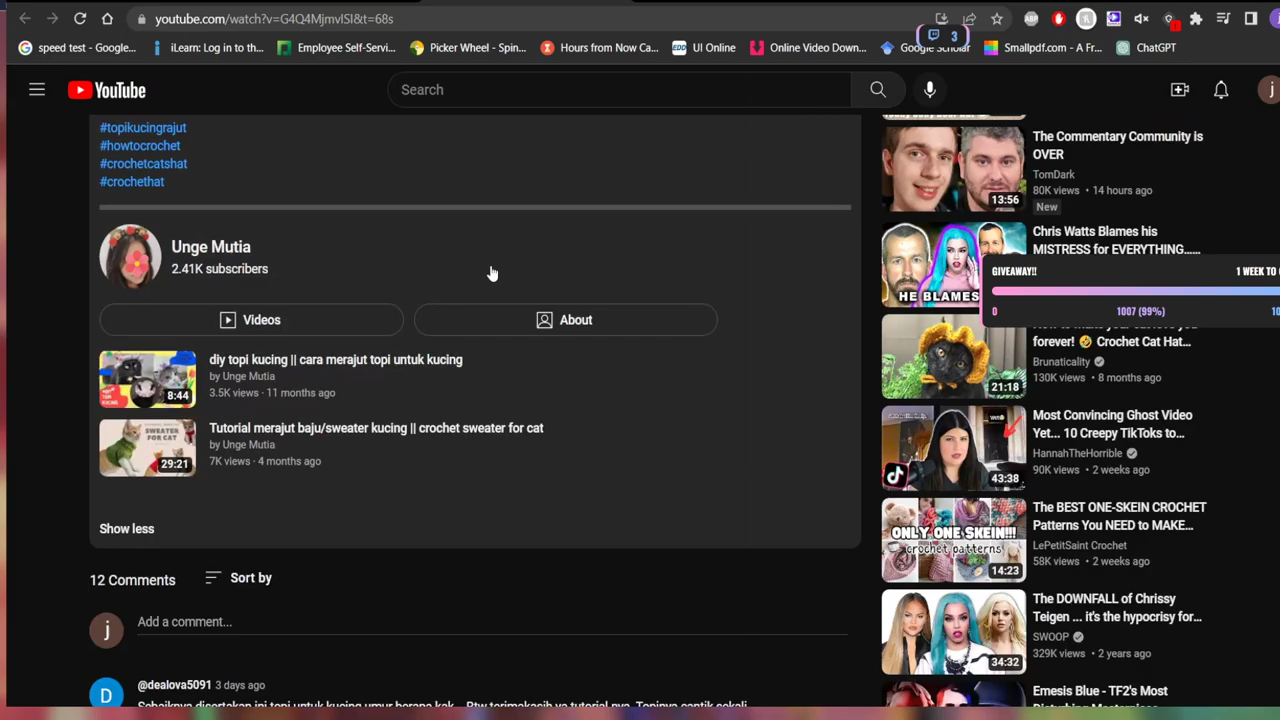 youtube.com/watch?v=G4Q4MjmvlSI&t=68s
speed test - Google...
iLearn: Log in to th...
Employee Self-Servi...
Picker Wheel - Spin...
Hours from Now Ca...
EDD UI Online
Online Video Down...
Google Scholar
Smallpdf.com - A Fr...
ChatGPT
3
YouTube
Search
j
#topikucingrajut
#howtocrochet
#crochetcatshat
#crochethat
Unge Mutia
2.41K subscribers
Videos
About
8:44
diy topi kucing || cara merajut topi untuk kucing
by Unge Mutia
3.5K views • 11 months ago
SWEATER
FOR CAT
29:21
Tutorial merajut baju/sweater kucing || crochet sweater for cat
by Unge Mutia
7K views • 4 months ago
Show less
12 Comments
Sort by
j
Add a comment...
D
@dealova5091 3 days ago
13:56
The Commentary Community is
OVER
TomDark
80K views • 14 hours ago
New
HE BLAMES
Chris Watts Blames his
MISTRESS for EVERYTHING......
GIVEAWAY!!
1 WEEK TO
0
1007 (99%)
21:18
forever! 🤣 Crochet Cat Hat...
Brunaticality
130K views • 8 months ago
43:38
Most Convincing Ghost Video
Yet... 10 Creepy TikToks to...
HannahTheHorrible
90K views • 2 weeks ago
ONLY ONE SKEIN!!!
crochet patterns
14:23
The BEST ONE-SKEIN CROCHET
Patterns You NEED to MAKE...
LePetitSaint Crochet
58K views • 2 weeks ago
34:32
The DOWNFALL of Chrissy
Teigen ... it's the hypocrisy for...
SWOOP
329K views • 2 years ago
Emesis Blue - TF2's Most